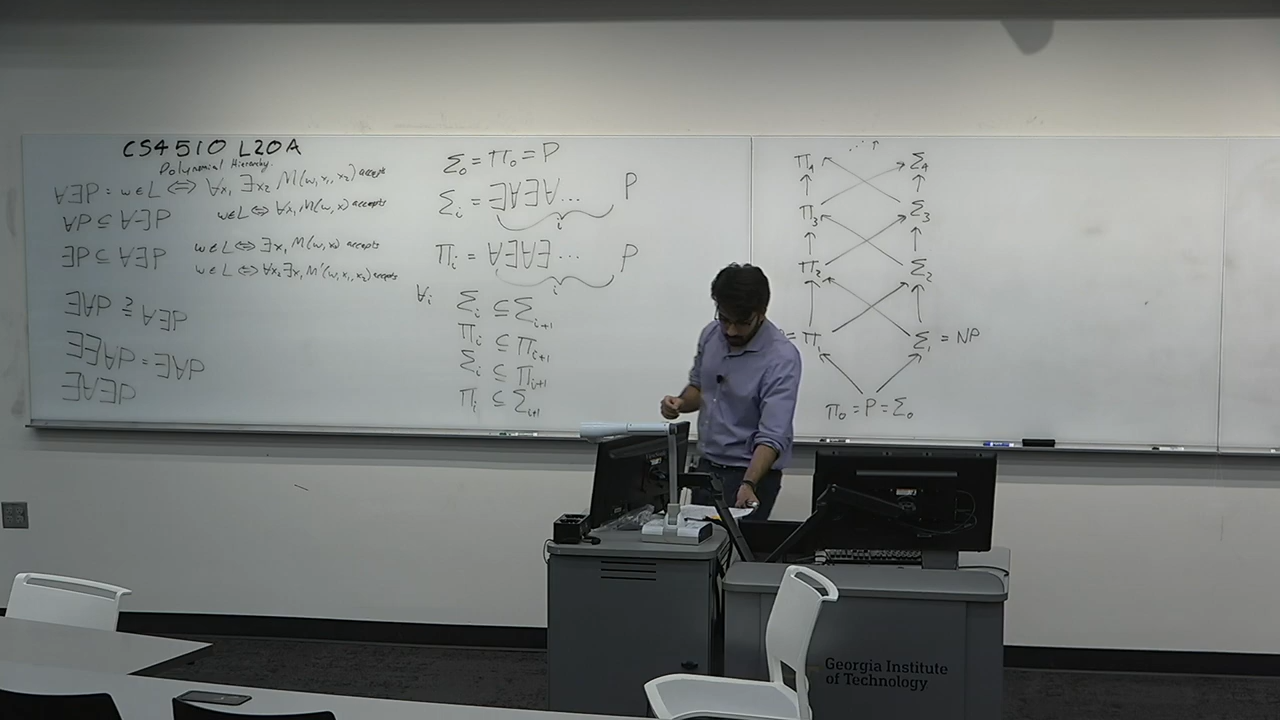 CS4510 L20A
Polynomial Hierarchy
∀∃P = w∈L ⟺ ∀x₁ ∃x₂ M(w,x₁,x₂) accepts
∀P ⊆ ∀∃P w∈L ⟺ ∀x₁ M(w,x) accepts
∃P ⊆ ∀∃P w∈L ⟺ ∃x₁ M(w,x) accepts
w∈L ⟺ ∀x₂ ∃x₁ M'(w,x₁,x₂) accepts
∃∀P ≟ ∀∃P
∃∃∀P = ∃∀P
∃∀∃P
Σ₀ = Π₀ = P
Σᵢ = ∃∀∃∀... P
i
Πᵢ = ∀∃∀∃... P
i
∀i Σᵢ ⊆ Σᵢ₊₁
Πᵢ ⊆ Πᵢ₊₁
Σᵢ ⊆ Πᵢ₊₁
Πᵢ ⊆ Σᵢ₊₁
Π₄ Σ₄
Π₃ Σ₃
Π₂ Σ₂
= Π₁ Σ₁ = NP
Π₀ = P = Σ₀
Georgia Institute
of Technology